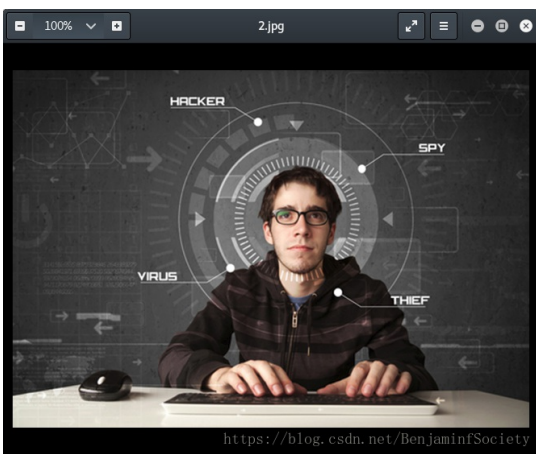 100%
2.jpg
HACKER
SPY
VIRUS
THIEF
https://blog.csdn.net/BenjaminfSociety